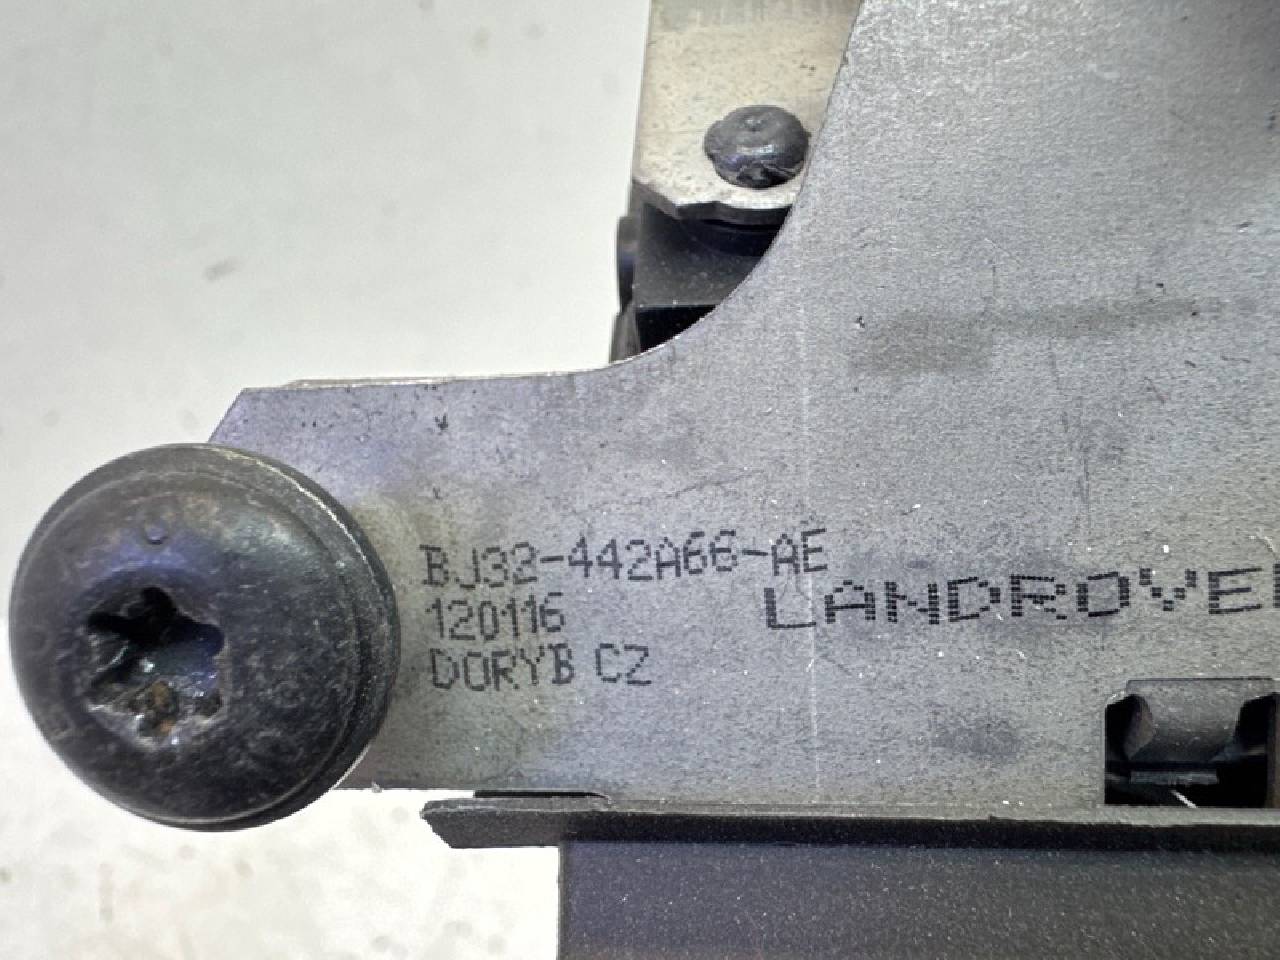 BJ32-442A66-AE
120116
DORYB CZ
LANDROVE